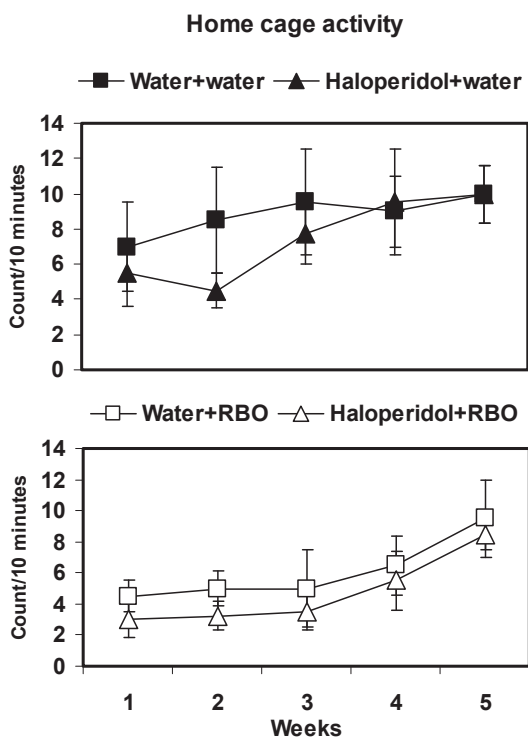 Home cage activity
Water+water Haloperidol+water
Count/10 minutes
14
12
10
8
6
4
2
0
Water+RBO Haloperidol+RBO
Count/10 minutes
14
12
10
8
6
4
2
0
1 2 3 4 5
Weeks